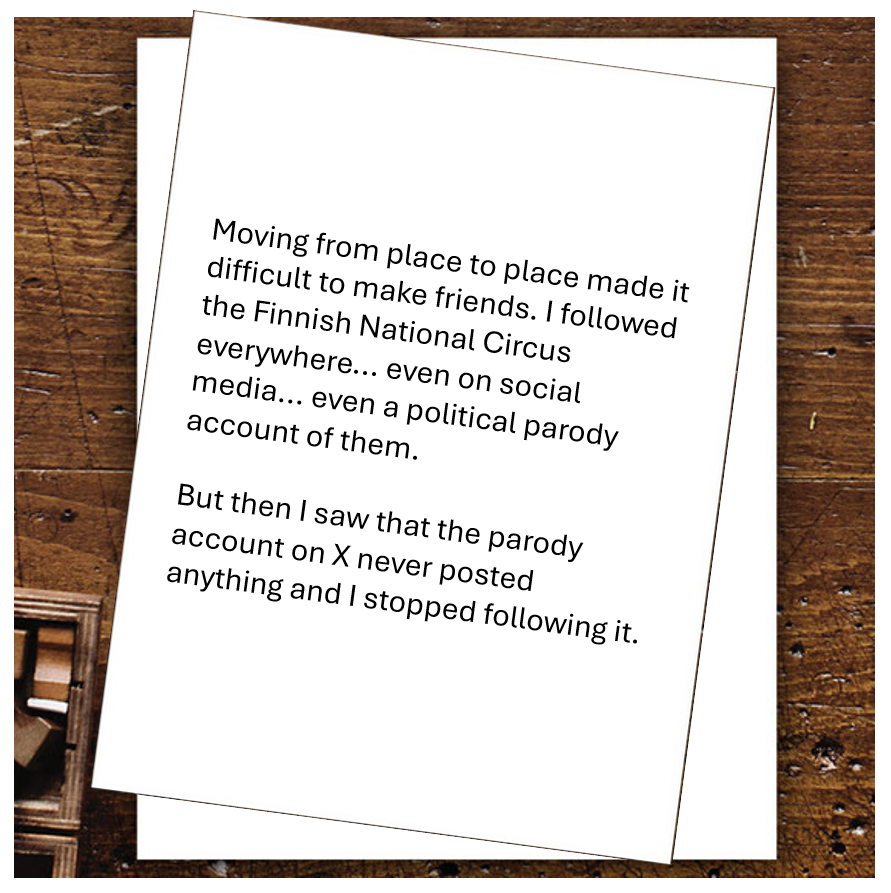 Moving from place to place made it
difficult to make friends. I followed
the Finnish National Circus
everywhere... even on social
media... even a political parody
account of them.
But then I saw that the parody
account on X never posted
anything and I stopped following it.